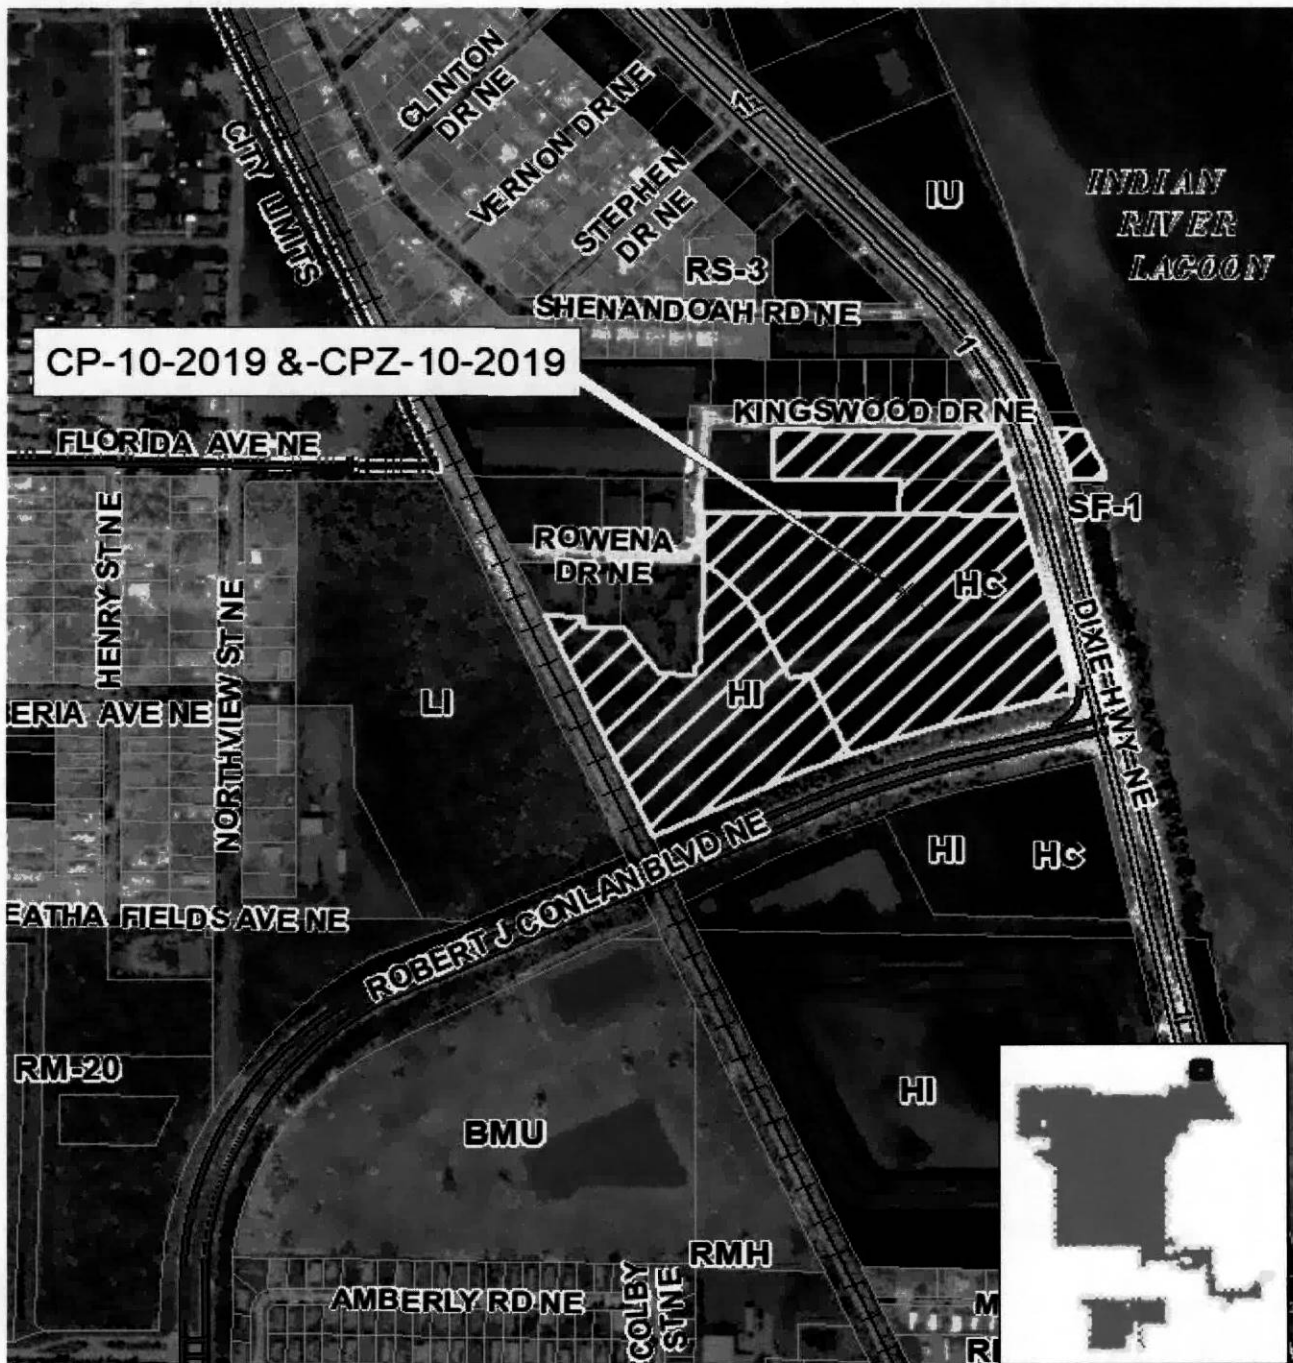 CLINTON
DR NE
VERNON DR NE
STEPHEN
DR NE
CITY LIMITS
IU
INDIAN
RIVER
LAGOON
RS-3
SHENANDOAH RD NE
1
CP-10-2019 &-CPZ-10-2019
KINGSWOOD DR NE
FLORIDA AVE NE
SF-1
ROWENA
DR NE
HC
HENRY ST NE
NORTHVIEW ST NE
DIXIE HWY NE
LI
HI
BERIA AVE NE
HI
HC
ROBERT J CONLAN BLVD NE
EATHA FIELDS AVE NE
RM-20
HI
BMU
RMH
AMBERLY RD NE
COLBY
ST NE